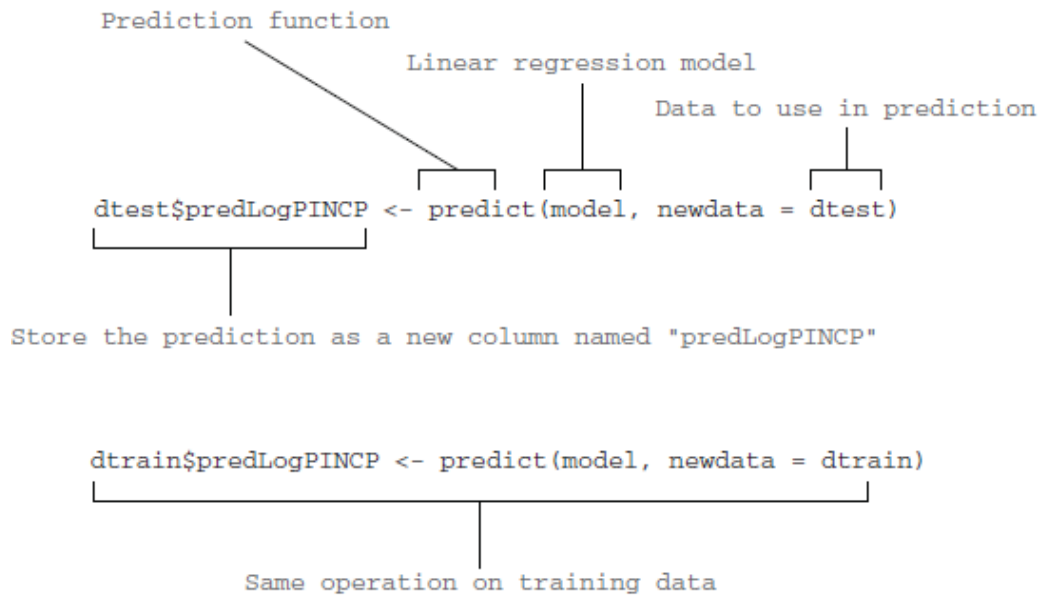 Prediction function
Linear regression model
Data to use in prediction
dtest$predLogPINCP <- predict(model, newdata = dtest)
Store the prediction as a new column named "predLogPINCP"
dtrain$predLogPINCP <- predict(model, newdata = dtrain)
Same operation on training data